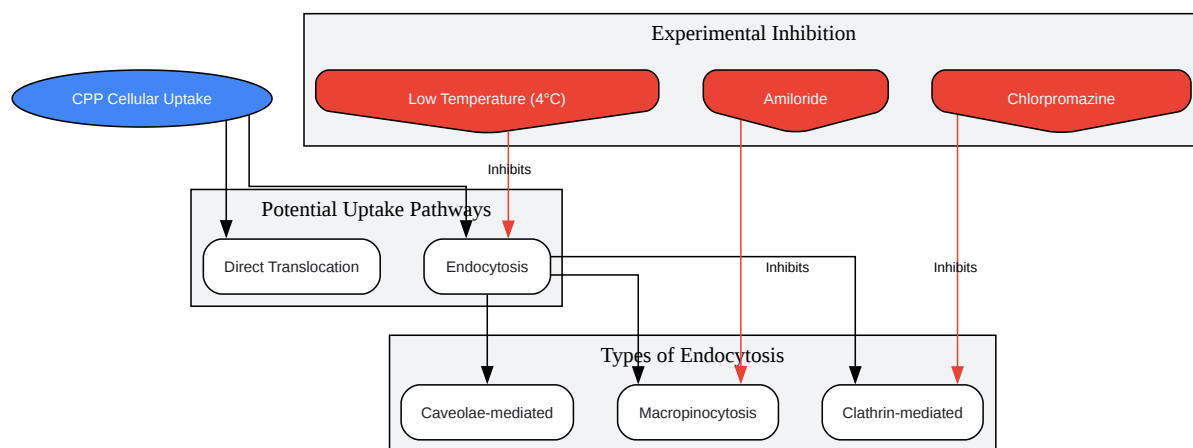 Experimental Inhibition
CPP Cellular Uptake
Low Temperature (4°C)
Amiloride
Chlorpromazine
Inhibits
Potential Uptake Pathways
Direct Translocation
Endocytosis
Inhibits
Inhibits
Types of Endocytosis
Caveolae-mediated
Macropinocytosis
Clathrin-mediated